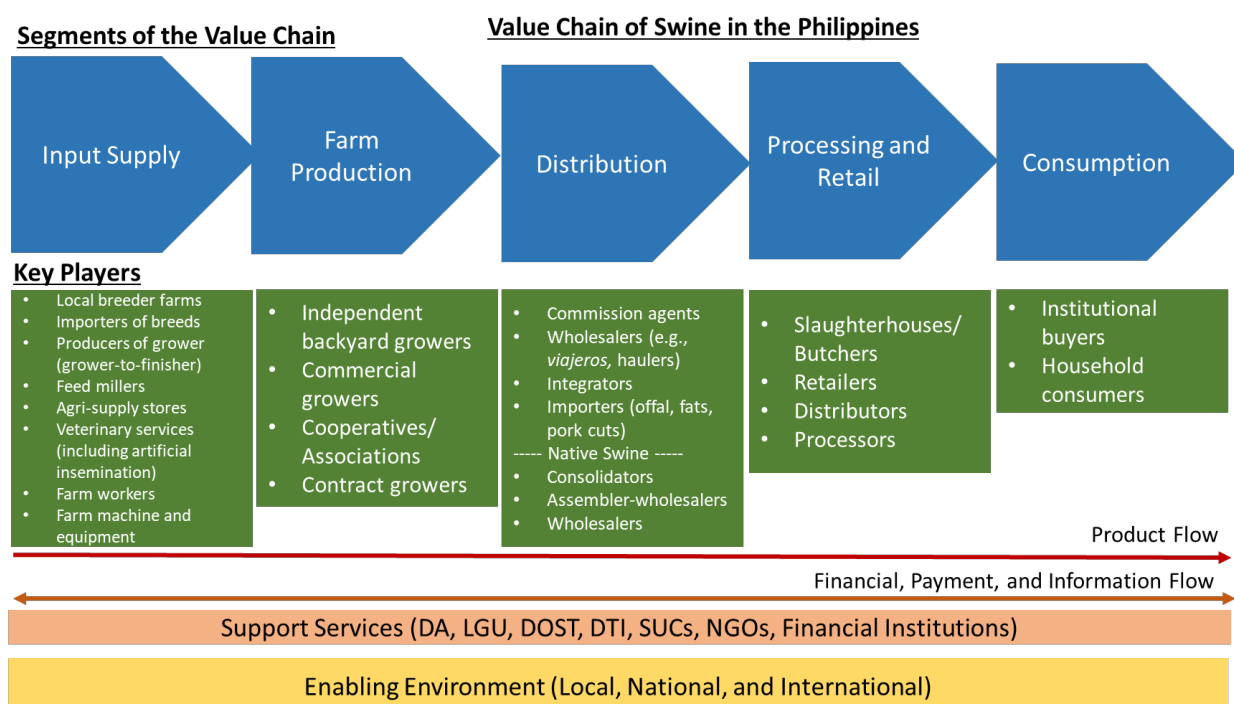 Segments of the Value Chain
Value Chain of Swine in the Philippines
Input Supply
Farm
Production
Distribution
Processing and
Retail
Consumption
Key Players
• Local breeder farms
• Importers of breeds
• Producers of grower
(grower-to-finisher)
• Feed millers
• Agri-supply stores
• Veterinary services
(including artificial
insemination)
• Farm workers
• Farm machine and
equipment
• Independent
backyard growers
• Commercial
growers
• Cooperatives/
Associations
• Contract growers
• Commission agents
• Wholesalers (e.g.,
viajeros, haulers)
• Integrators
• Importers (offal, fats,
pork cuts)
----- Native Swine -----
• Consolidators
• Assembler-wholesalers
• Wholesalers
• Slaughterhouses/
Butchers
• Retailers
• Distributors
• Processors
• Institutional
buyers
• Household
consumers
Product Flow
Financial, Payment, and Information Flow
Support Services (DA, LGU, DOST, DTI, SUCs, NGOs, Financial Institutions)
Enabling Environment (Local, National, and International)